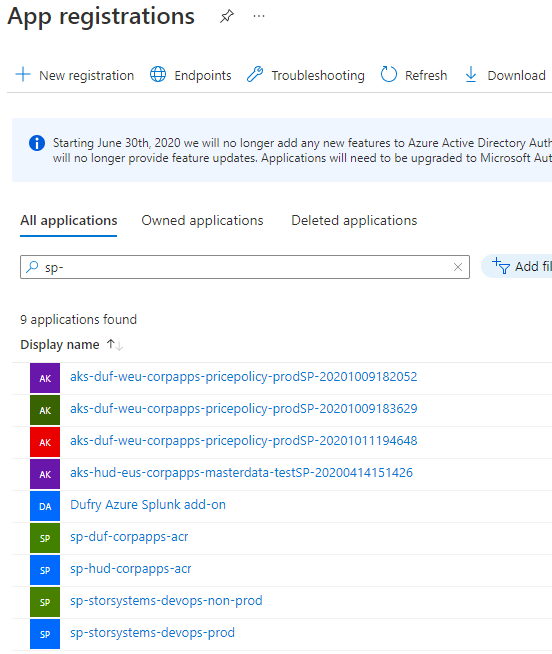 App registrations
New registration Endpoints Troubleshooting Refresh Download
Starting June 30th, 2020 we will no longer add any new features to Azure Active Directory Auth
will no longer provide feature updates. Applications will need to be upgraded to Microsoft Aut
All applications Owned applications Deleted applications
sp-
Add fil
9 applications found
Display name
AK aks-duf-weu-corpapps-pricepolicy-prodSP-20201009182052
AK aks-duf-weu-corpapps-pricepolicy-prodSP-20201009183629
AK aks-duf-weu-corpapps-pricepolicy-prodSP-20201011194648
AK aks-hud-eus-corpapps-masterdata-testSP-20200414151426
DA Dufry Azure Splunk add-on
SP sp-duf-corpapps-acr
SP sp-hud-corpapps-acr
SP sp-storsystems-devops-non-prod
SP sp-storsystems-devops-prod